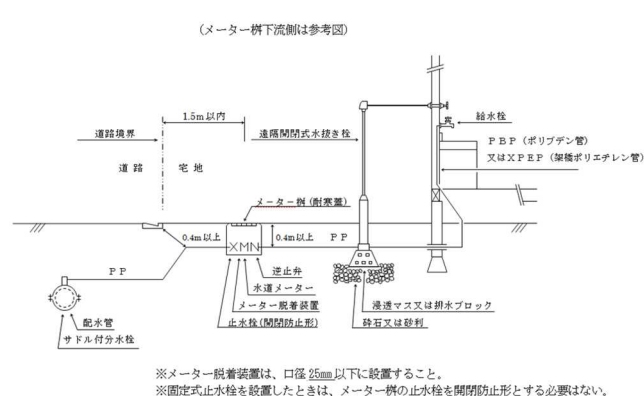 (メーター桝下流側は参考図)
1.5m以内
給水栓
道路境界
遠隔開閉式水抜き栓
PBP(ポリブデン管)
又はXPEP(架橋ポリエチレン管)
道路 宅地
メーター桝(耐寒蓋)
0.4m以上
0.4m以上
PP
XMN
PP
逆止弁
水道メーター
メーター脱着装置
浸透マス又は排水ブロック
配水管
止水栓(開閉防止形)
砕石又は砂利
サドル付分水栓
※メーター脱着装置は、口径25mm以下に設置すること。
※固定式止水栓を設置したときは、メーター桝の止水栓を開閉防止形とする必要はない。